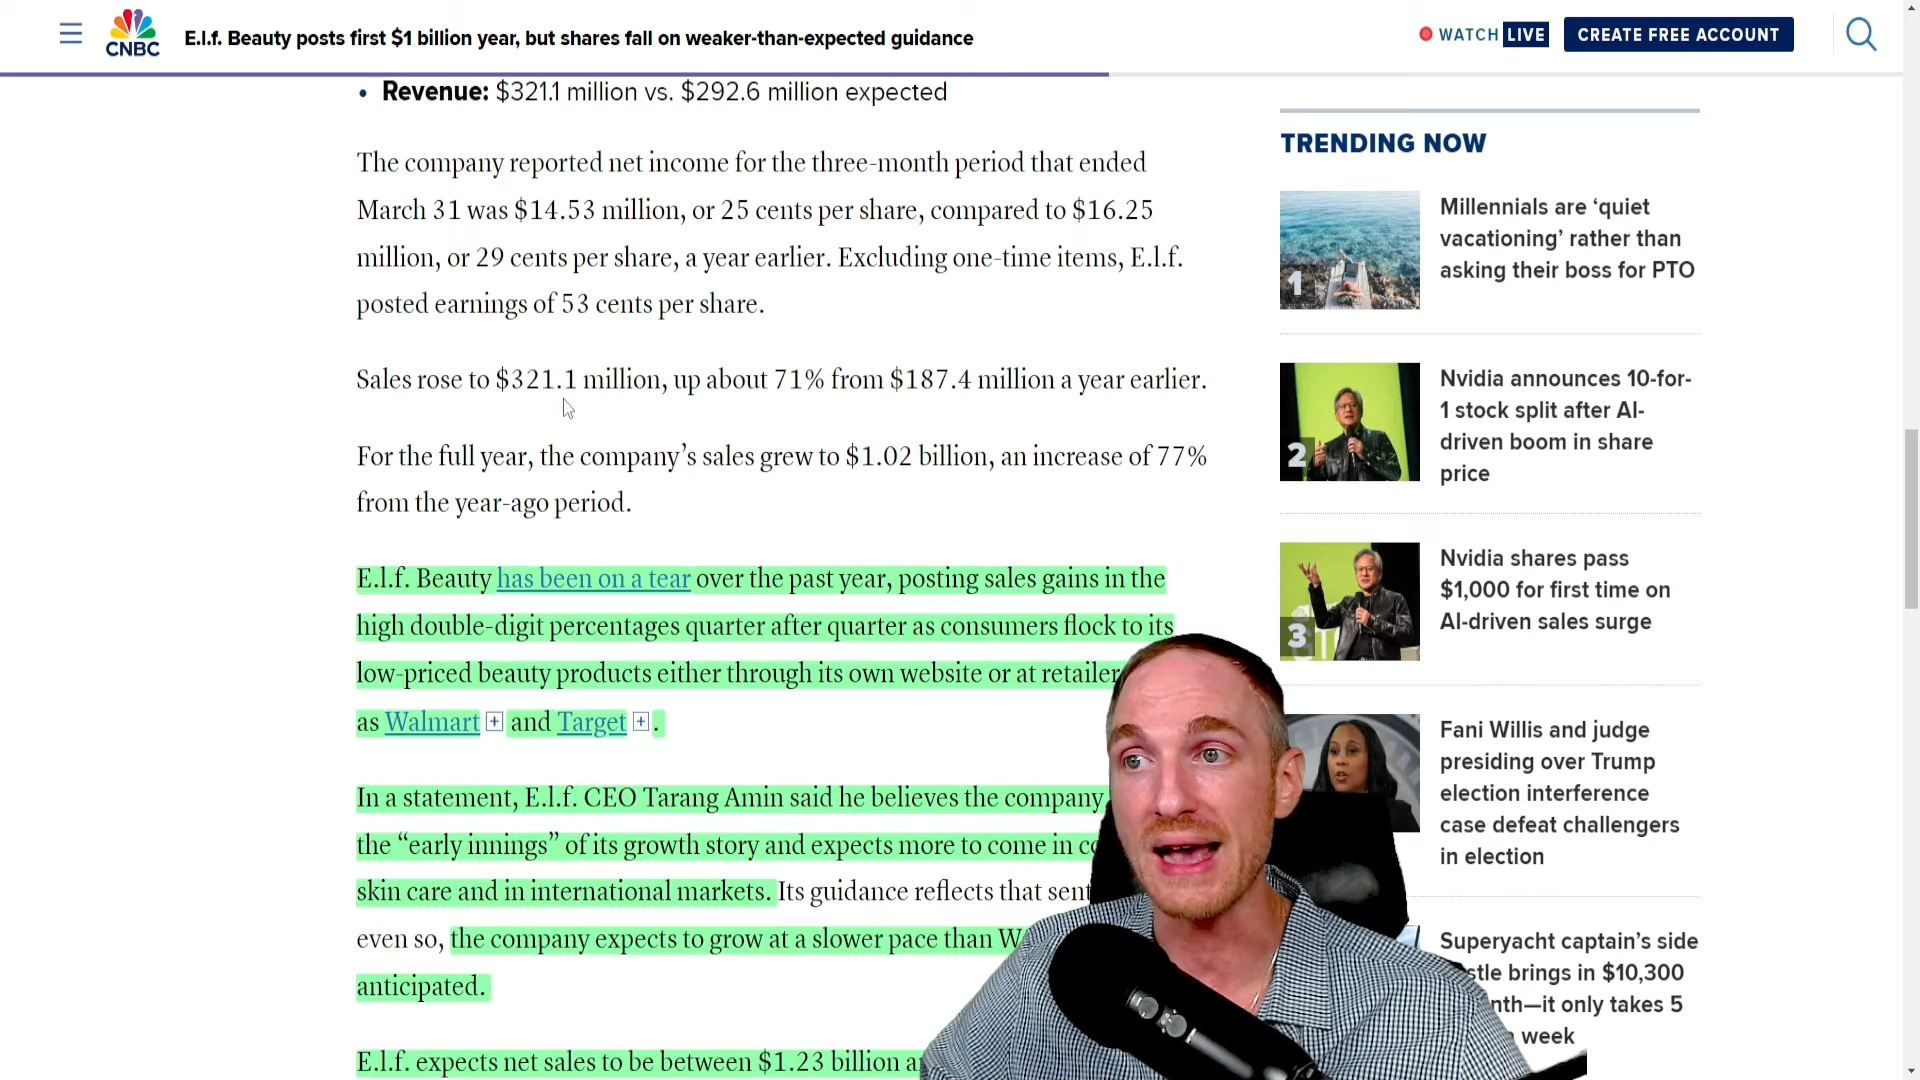 CNBC
E.l.f. Beauty posts first $1 billion year, but shares fall on weaker-than-expected guidance
WATCH LIVE
CREATE FREE ACCOUNT
• Revenue: $321.1 million vs. $292.6 million expected
The company reported net income for the three-month period that ended
March 31 was $14.53 million, or 25 cents per share, compared to $16.25
million, or 29 cents per share, a year earlier. Excluding one-time items, E.l.f.
posted earnings of 53 cents per share.
Sales rose to $321.1 million, up about 71% from $187.4 million a year earlier.
For the full year, the company’s sales grew to $1.02 billion, an increase of 77%
from the year-ago period.
E.l.f. Beauty has been on a tear over the past year, posting sales gains in the
high double-digit percentages quarter after quarter as consumers flock to its
low-priced beauty products either through its own website or at retailer
as Walmart + and Target + .
In a statement, E.l.f. CEO Tarang Amin said he believes the company
the “early innings” of its growth story and expects more to come in
skin care and in international markets. Its guidance reflects that
even so, the company expects to grow at a slower pace than
anticipated.
E.l.f. expects net sales to be between $1.23 billion
TRENDING NOW
1
Millennials are ‘quiet
vacationing’ rather than
asking their boss for PTO
2
Nvidia announces 10-for-
1 stock split after AI-
driven boom in share
price
3
Nvidia shares pass
$1,000 for first time on
AI-driven sales surge
Fani Willis and judge
presiding over Trump
election interference
case defeat challengers
in election
Superyacht captain’s side
brings in $10,300
it only takes 5
week